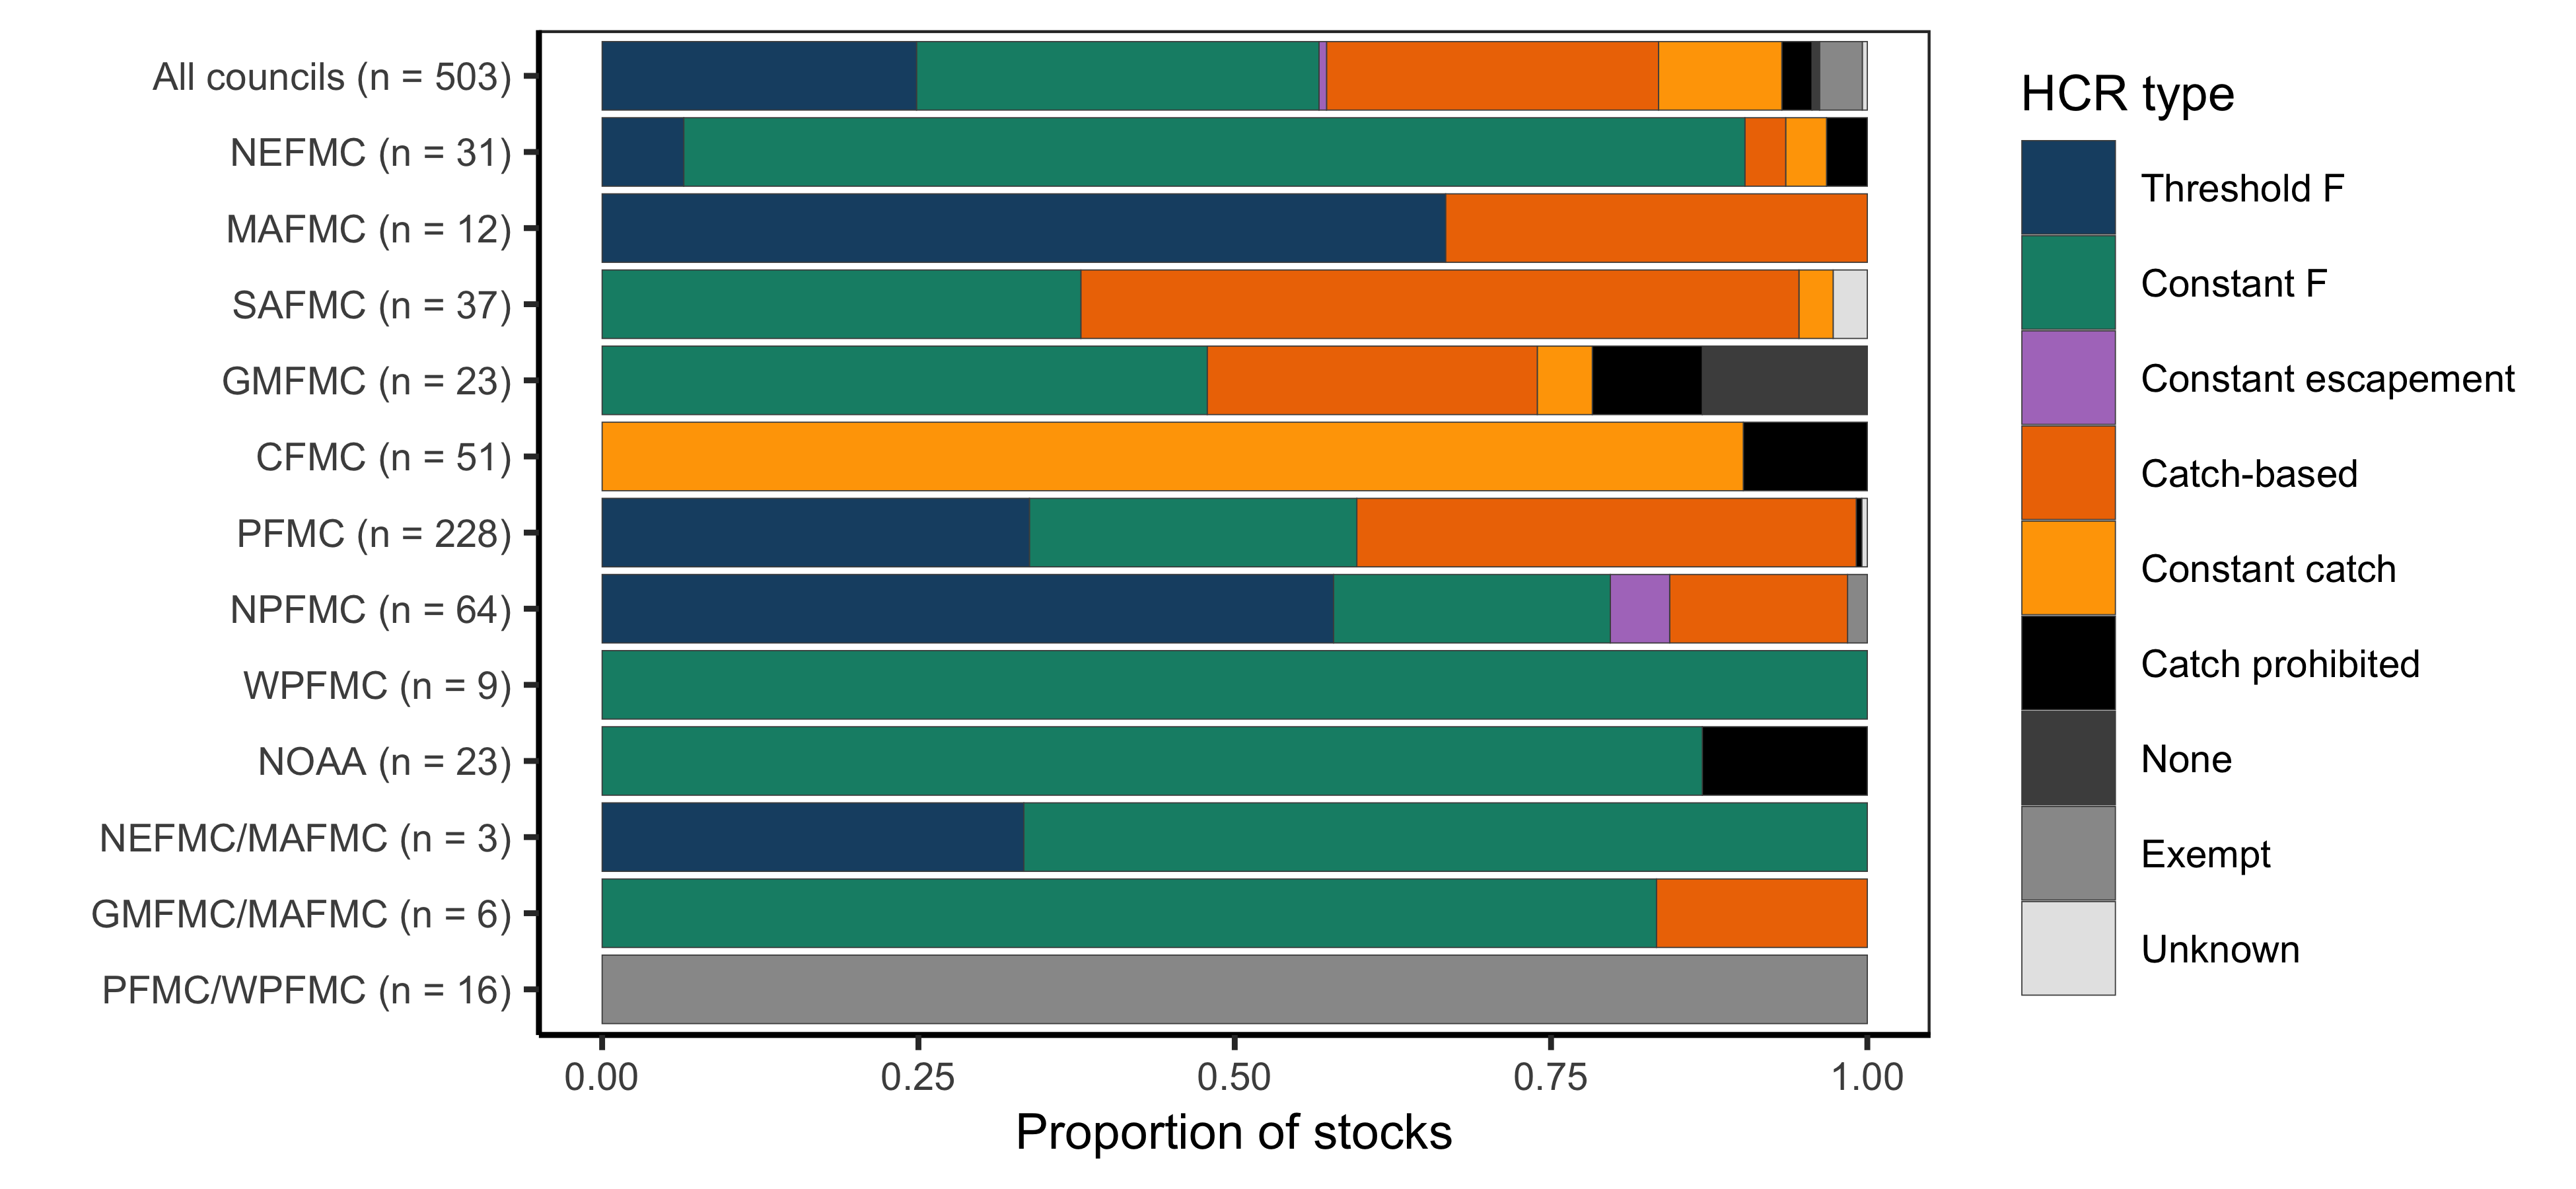 All councils (n = 503)
NEFMC (n = 31)
MAFMC (n = 12)
SAFMC (n = 37)
GMFMC (n = 23)
CFMC (n = 51)
PFMC (n = 228)
NPFMC (n = 64)
WPFMC (n = 9)
NOAA (n = 23)
NEFMC/MAFMC (n = 3)
GMFMC/MAFMC (n = 6)
PFMC/WPFMC (n = 16)
0.00 0.25 0.50 0.75 1.00
Proportion of stocks
HCR type
Threshold F
Constant F
Constant escapement
Catch-based
Constant catch
Catch prohibited
None
Exempt
Unknown